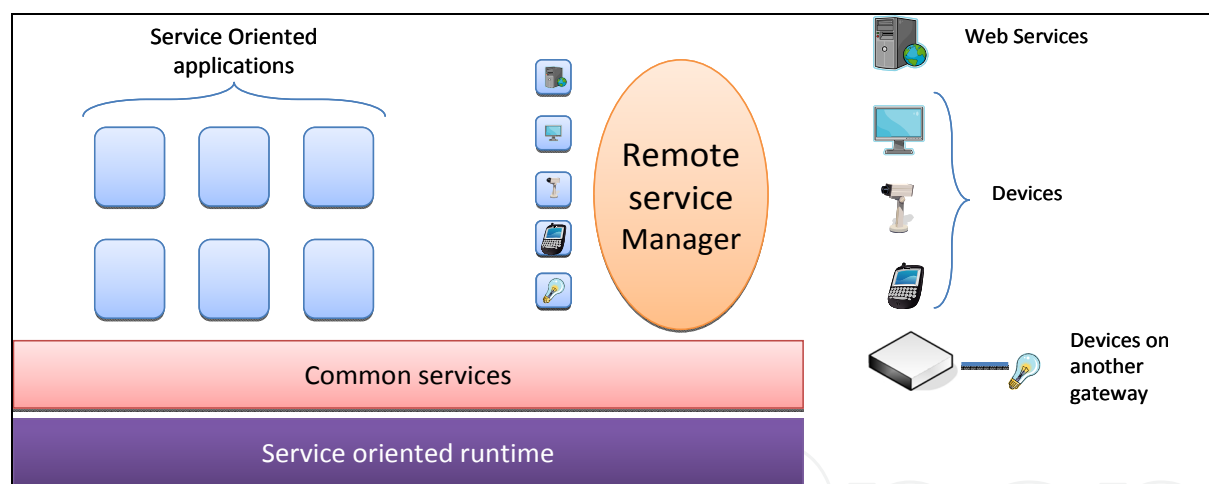 Service Oriented
applications
Remote
service
Manager
Web Services
Devices
Devices on
another
gateway
Common services
Service oriented runtime